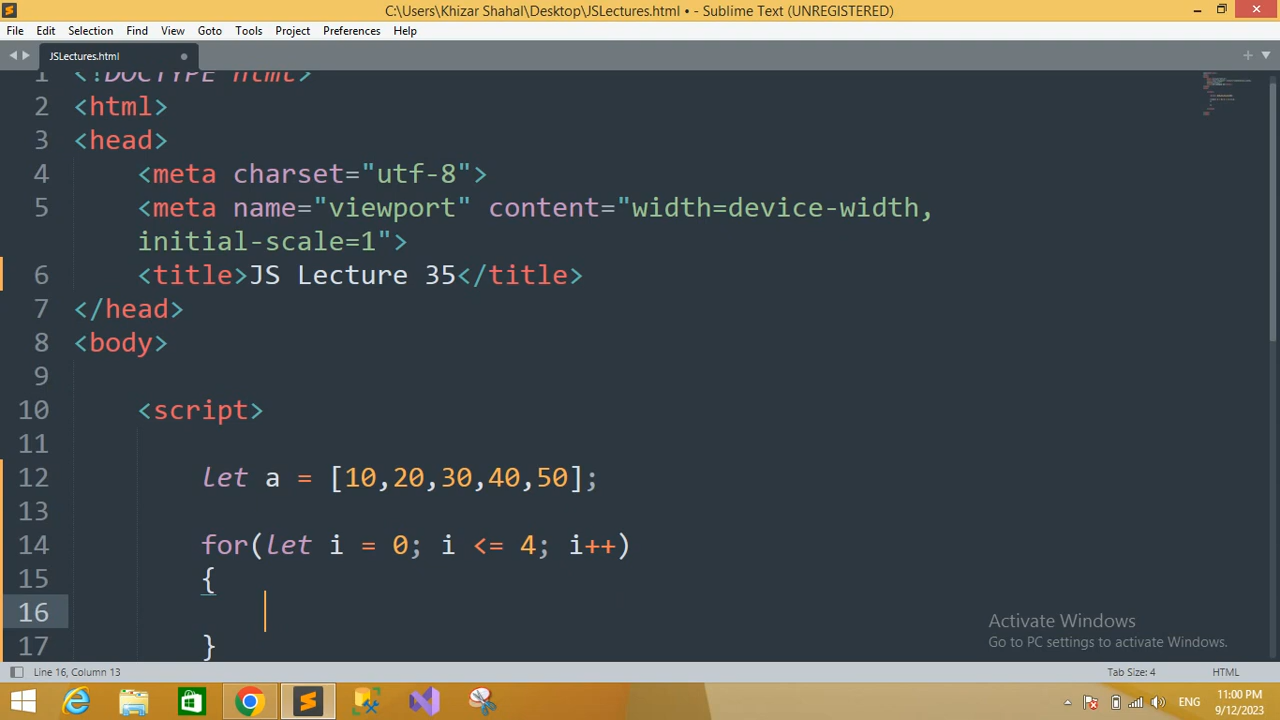 C:\Users\Khizar Shahal\Desktop\JSLectures.html • - Sublime Text (UNREGISTERED)
File Edit Selection Find View Goto Tools Project Preferences Help
JSLectures.html
1 <!DOCTYPE html>
2 <html>
3 <head>
4 <meta charset="utf-8">
5 <meta name="viewport" content="width=device-width,
initial-scale=1">
6 <title>JS Lecture 35</title>
7 </head>
8 <body>
9
10 <script>
11
12 let a = [10,20,30,40,50];
13
14 for(let i = 0; i <= 4; i++)
15 {
16
17 }
Activate Windows
Go to PC settings to activate Windows.
Line 16, Column 13 Tab Size: 4 HTML
ENG 11:00 PM
9/12/2023